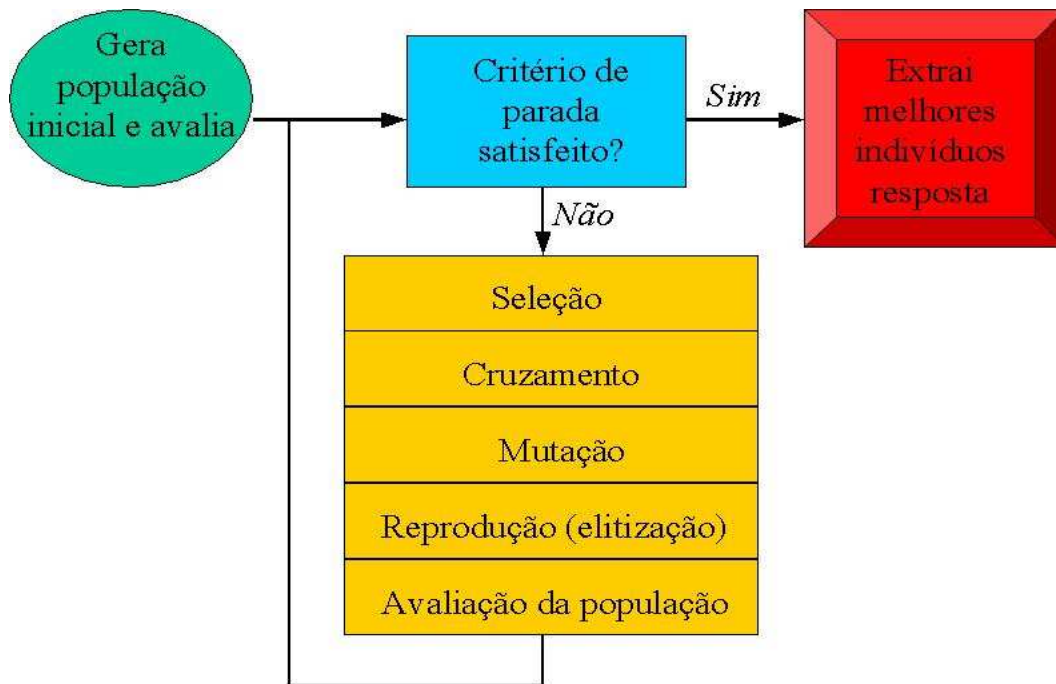 Gera
população
inicial e avalia
Critério de
parada
satisfeito?
Sim
Extrai
melhores
indivíduos
resposta
Não
Seleção
Cruzamento
Mutação
Reprodução (elitização)
Avaliação da população